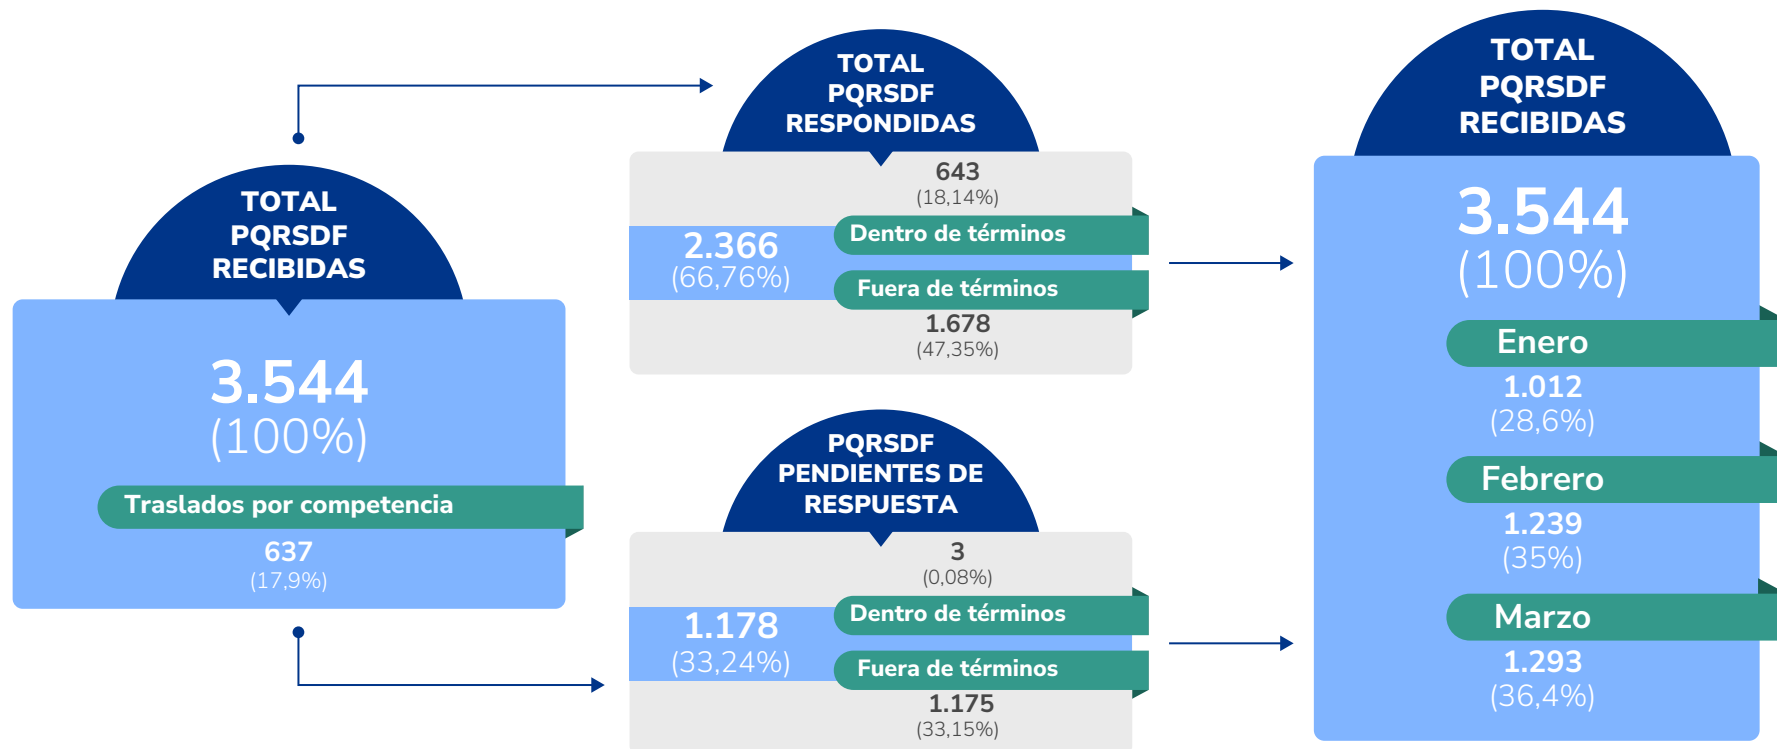 TOTAL
PQRSDF
RECIBIDAS
3.544
(100%)
Traslados por competencia
637
(17,9%)
TOTAL
PQRSDF
RESPONDIDAS
643
(18,14%)
Dentro de términos
2.366
(66,76%)
Fuera de términos
1.678
(47,35%)
PQRSDF
PENDIENTES DE
RESPUESTA
3
(0,08%)
Dentro de términos
1.178
(33,24%)
Fuera de términos
1.175
(33,15%)
TOTAL
PQRSDF
RECIBIDAS
3.544
(100%)
Enero
1.012
(28,6%)
Febrero
1.239
(35%)
Marzo
1.293
(36,4%)